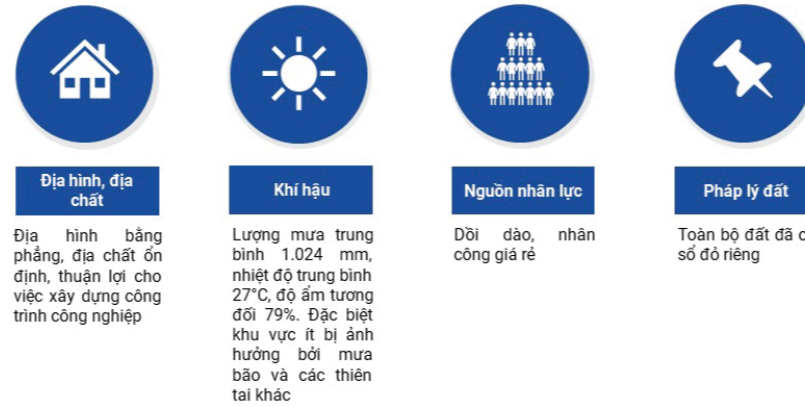 Địa hình, địa
chất
Địa hình bằng
phẳng, địa chất ổn
định, thuận lợi cho
việc xây dựng công
trình công nghiệp
Khí hậu
Lượng mưa trung
bình 1.024 mm,
nhiệt độ trung bình
27°C, độ ẩm tương
đối 79%. Đặc biệt
khu vực ít bị ảnh
hưởng bởi mưa
bão và các thiên
tai khác
Nguồn nhân lực
Dồi dào, nhân
công giá rẻ
Pháp lý đất
Toàn bộ đất đã
sổ đỏ riêng